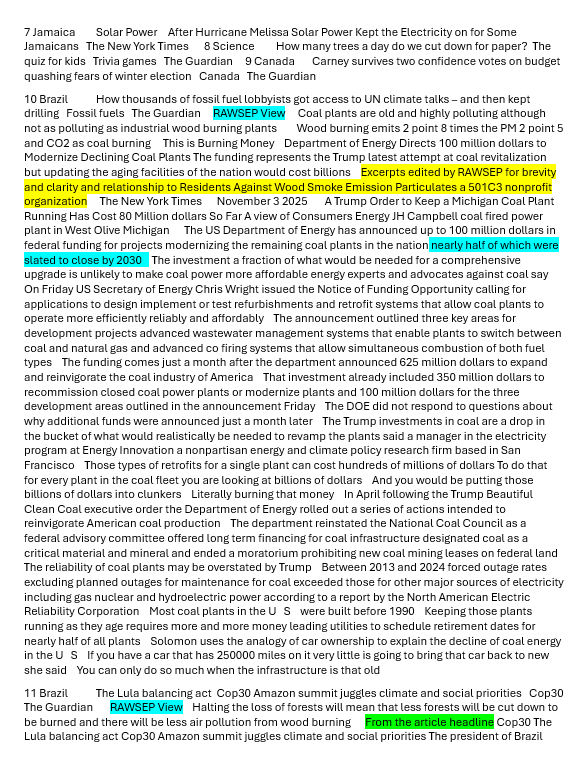 7 Jamaica Solar Power After Hurricane Melissa Solar Power Kept the Electricity on for Some
Jamaicans The New York Times 8 Science How many trees a day do we cut down for paper? The
quiz for kids Trivia games The Guardian 9 Canada Carney survives two confidence votes on budget
quashing fears of winter election Canada The Guardian
10 Brazil How thousands of fossil fuel lobbyists got access to UN climate talks – and then kept
drilling Fossil fuels The Guardian RAWSEP View Coal plants are old and highly polluting although
not as polluting as industrial wood burning plants Wood burning emits 2 point 8 times the PM 2 point 5
and CO2 as coal burning This is Burning Money Department of Energy Directs 100 million dollars to
Modernize Declining Coal Plants The funding represents the Trump latest attempt at coal revitalization
but updating the aging facilities of the nation would cost billions Excerpts edited by RAWSEP for brevity
and clarity and relationship to Residents Against Wood Smoke Emission Particulates a 501C3 nonprofit
organization The New York Times November 3 2025 A Trump Order to Keep a Michigan Coal Plant
Running Has Cost 80 Million Dollars So Far A view of Consumers Energy JH Campbell coal fired power
plant in West Olive Michigan The US Department of Energy has announced up to 100 million dollars in
federal funding for projects modernizing the remaining coal plants in the nation nearly half of which were
slated to close by 2030 The investment a fraction of what would be needed for a comprehensive
upgrade is unlikely to make coal power more affordable energy experts and advocates against coal say
On Friday US Secretary of Energy Chris Wright issued the Notice of Funding Opportunity calling for
applications to design implement or test refurbishments and retrofit systems that allow coal plants to
operate more efficiently reliably and affordably The announcement outlined three key areas for
development projects advanced wastewater management systems that enable plants to switch between
coal and natural gas and advanced co firing systems that allow simultaneous combustion of both fuel
types The funding comes just a month after the department announced 625 million dollars to expand
and reinvigorate the coal industry of America That investment already included 350 million dollars to
recommission closed coal power plants or modernize plants and 100 million dollars for the three
development areas outlined in the announcement Friday The DOE did not respond to questions about
why additional funds were announced just a month later The Trump investments in coal are a drop in
the bucket of what would realistically be needed to revamp the plants said a manager in the electricity
program at Energy Innovation a nonpartisan energy and climate policy research firm based in San
Francisco Those types of retrofits for a single plant can cost hundreds of millions of dollars To do that
for every plant in the coal fleet you are looking at billions of dollars And you would be putting those
billions of dollars into clunkers Literally burning that money In April following the Trump Beautiful
Clean Coal executive order the Department of Energy rolled out a series of actions intended to
reinvigorate American coal production The department reinstated the National Coal Council as a
federal advisory committee offered long term financing for coal infrastructure designated coal as a
critical material and mineral and ended a moratorium prohibiting new coal mining leases on federal land
The reliability of coal plants may be overstated by Trump Between 2013 and 2024 forced outage rates
excluding planned outages for maintenance for coal exceeded those for other major sources of electricity
including gas nuclear and hydroelectric power according to a report by the North American Electric
Reliability Corporation Most coal plants in the U S were built before 1990 Keeping those plants
running as they age requires more and more money leading utilities to schedule retirement dates for
nearly half of all plants Solomon uses the analogy of car ownership to explain the decline of coal energy
in the U S If you have a car that has 250000 miles on it very little is going to bring that car back to new
she said You can only do so much when the infrastructure is that old
11 Brazil The Lula balancing act Cop30 Amazon summit juggles climate and social priorities Cop30
The Guardian RAWSEP View Halting the loss of forests will mean that less forests will be cut down to
be burned and there will be less air pollution from wood burning From the article headline Cop30 The
Lula balancing act Cop30 Amazon summit juggles climate and social priorities The president of Brazil